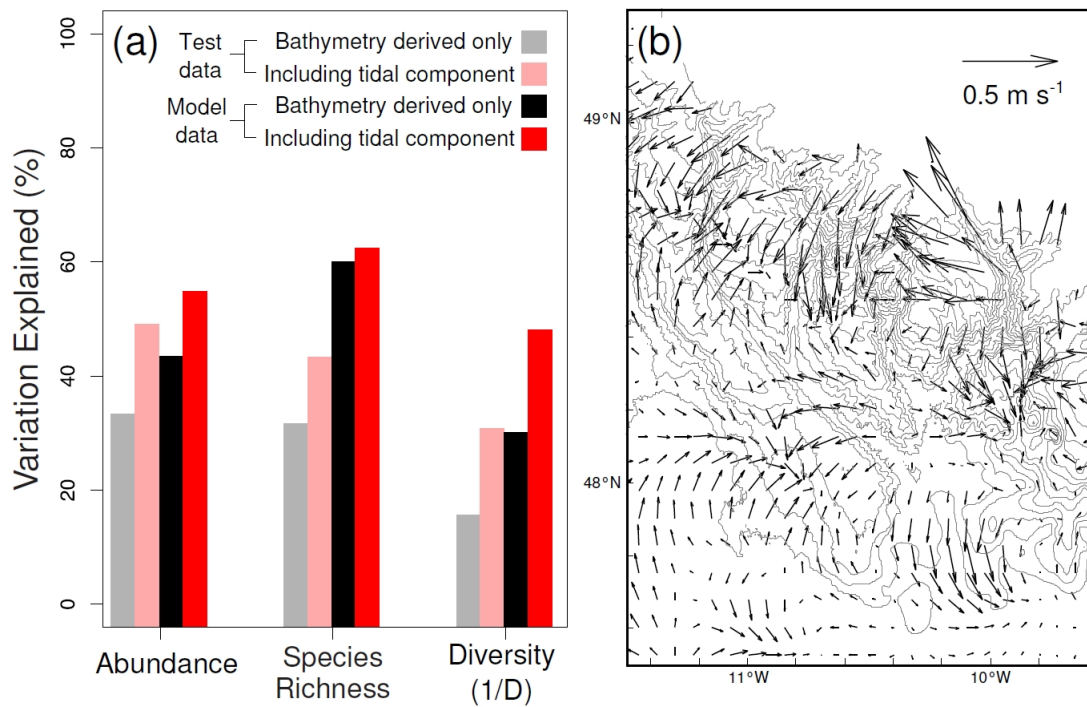 (a)
Test data
Bathymetry derived only
Including tidal component
Model data
Bathymetry derived only
Including tidal component
Variation Explained (%)
100
80
60
40
20
0
Abundance
Species
Richness
Diversity
(1/D)
(b)
0.5 m s⁻¹
49°N
48°N
11°W
10°W